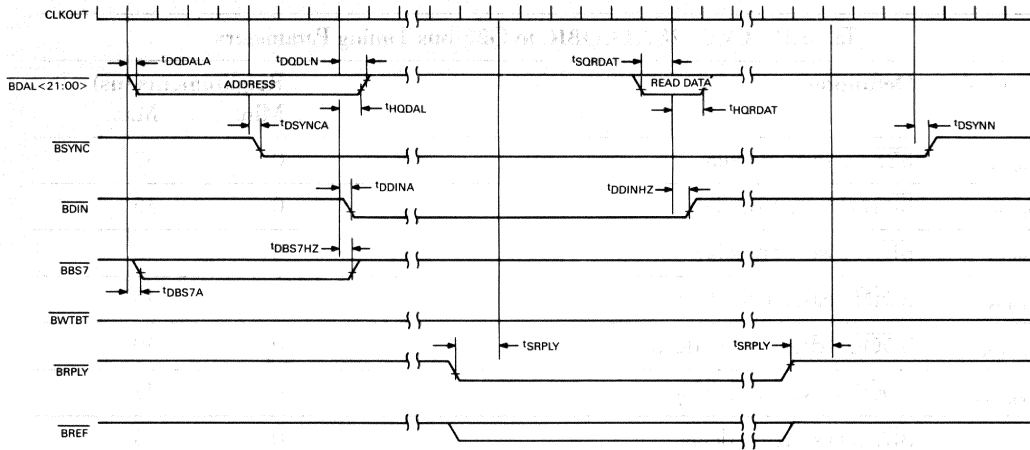 CLKOUT
tDQDALA
tDQDLN
tSQRDAT
BDAL<21:00>
ADDRESS
READ DATA
tHQDAL
tHQRDAT
tDSYNCA
tDSYNN
BSYNC
tDDINA
tDDINHZ
BDIN
tDBS7HZ
BBS7
tDBS7A
BWTBT
tSRPLY
tSRPLY
BRPLY
BREF